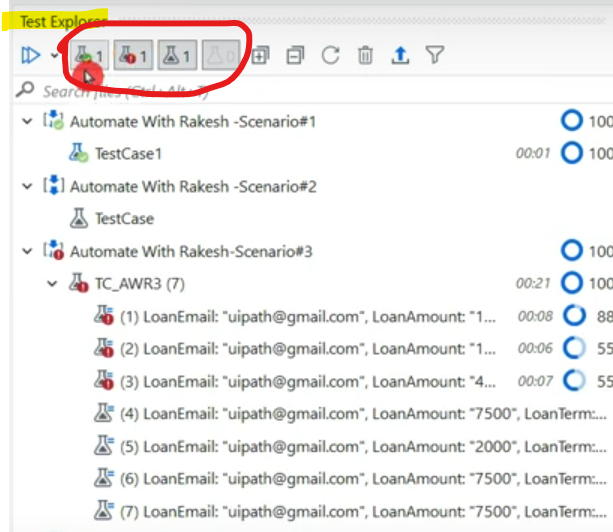 Test Explorer
1 1 1 0
Search files (Ctrl+Alt+T)
Automate With Rakesh -Scenario#1 100
TestCase1 00:01 100
Automate With Rakesh -Scenario#2
TestCase
Automate With Rakesh-Scenario#3 100
TC_AWR3 (7) 00:21 100
(1) LoanEmail: "uipath@gmail.com", LoanAmount: "1... 00:08 88
(2) LoanEmail: "uipath@gmail.com", LoanAmount: "1... 00:06 55
(3) LoanEmail: "uipath@gmail.com", LoanAmount: "4... 00:07 55
(4) LoanEmail: "uipath@gmail.com", LoanAmount: "7500", LoanTerm:...
(5) LoanEmail: "uipath@gmail.com", LoanAmount: "2000", LoanTerm:...
(6) LoanEmail: "uipath@gmail.com", LoanAmount: "7500", LoanTerm:...
(7) LoanEmail: "uipath@gmail.com", LoanAmount: "7500", LoanTerm:...